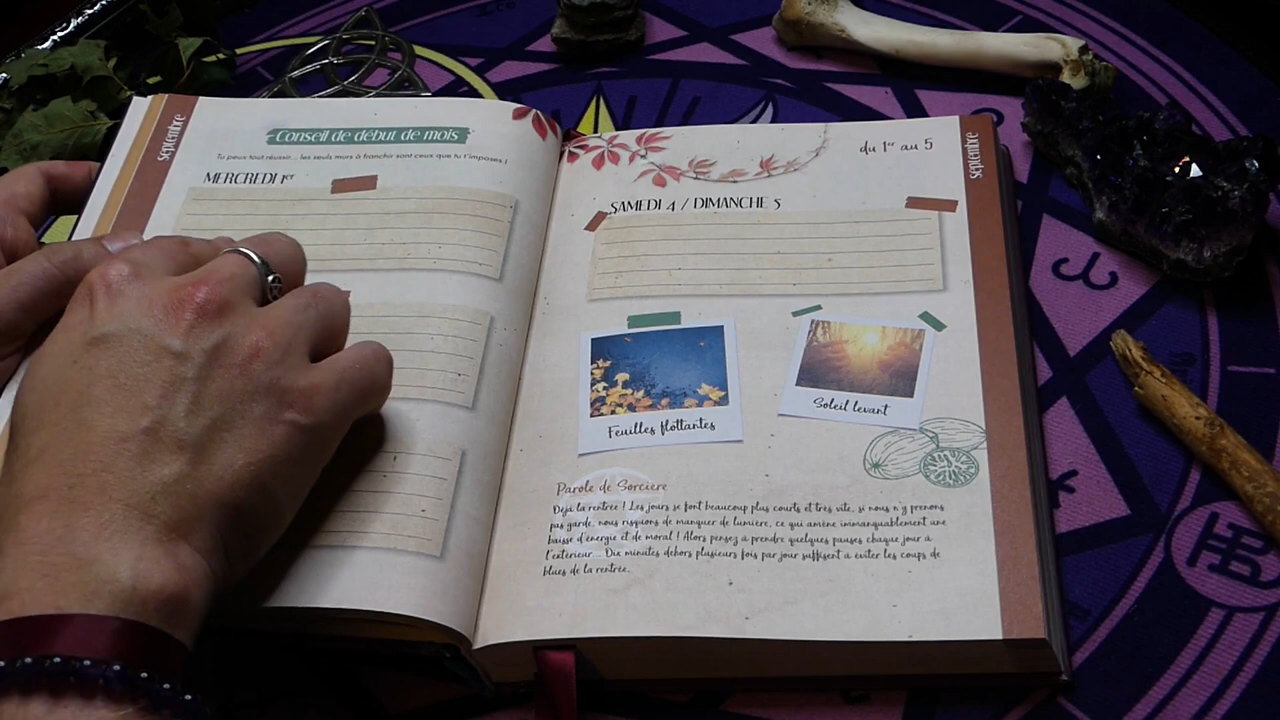 septembre
Conseil de début de mois
Tu peux tout réussir... les seuls murs à franchir sont ceux que tu t'imposes !
MERCREDI 1er
du 1er au 5
septembre
SAMEDI 4 / DIMANCHE 5
Feuilles flottantes
Soleil levant
Parole de Sorcière
Déjà la rentrée ! Les jours se font beaucoup plus courts et très vite, si nous n'y prenons
pas garde, nous risquons de manquer de lumière, ce qui amène immanquablement une
baisse d'énergie et de moral ! Alors pensez à prendre quelques pauses chaque jour à
l'extérieur... Dix minutes dehors plusieurs fois par jour suffisent à éviter les coups de
blues de la rentrée.